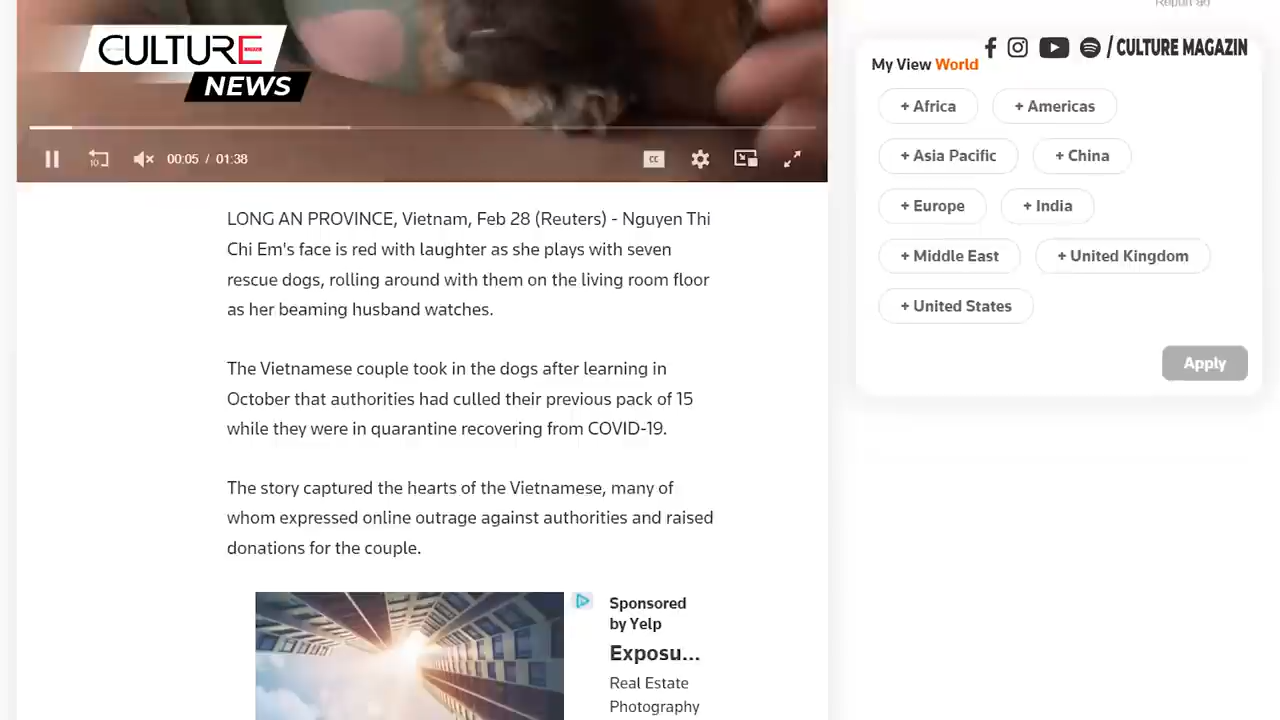 Report ad
CULTURE
NEWS
/ CULTURE MAGAZIN
My View World
+ Africa
+ Americas
+ Asia Pacific
+ China
+ Europe
+ India
+ Middle East
+ United Kingdom
+ United States
Apply
10
00:05 / 01:38
CC
LONG AN PROVINCE, Vietnam, Feb 28 (Reuters) - Nguyen Thi
Chi Em's face is red with laughter as she plays with seven
rescue dogs, rolling around with them on the living room floor
as her beaming husband watches.
The Vietnamese couple took in the dogs after learning in
October that authorities had culled their previous pack of 15
while they were in quarantine recovering from COVID-19.
The story captured the hearts of the Vietnamese, many of
whom expressed online outrage against authorities and raised
donations for the couple.
Sponsored
by Yelp
Exposu...
Real Estate
Photography